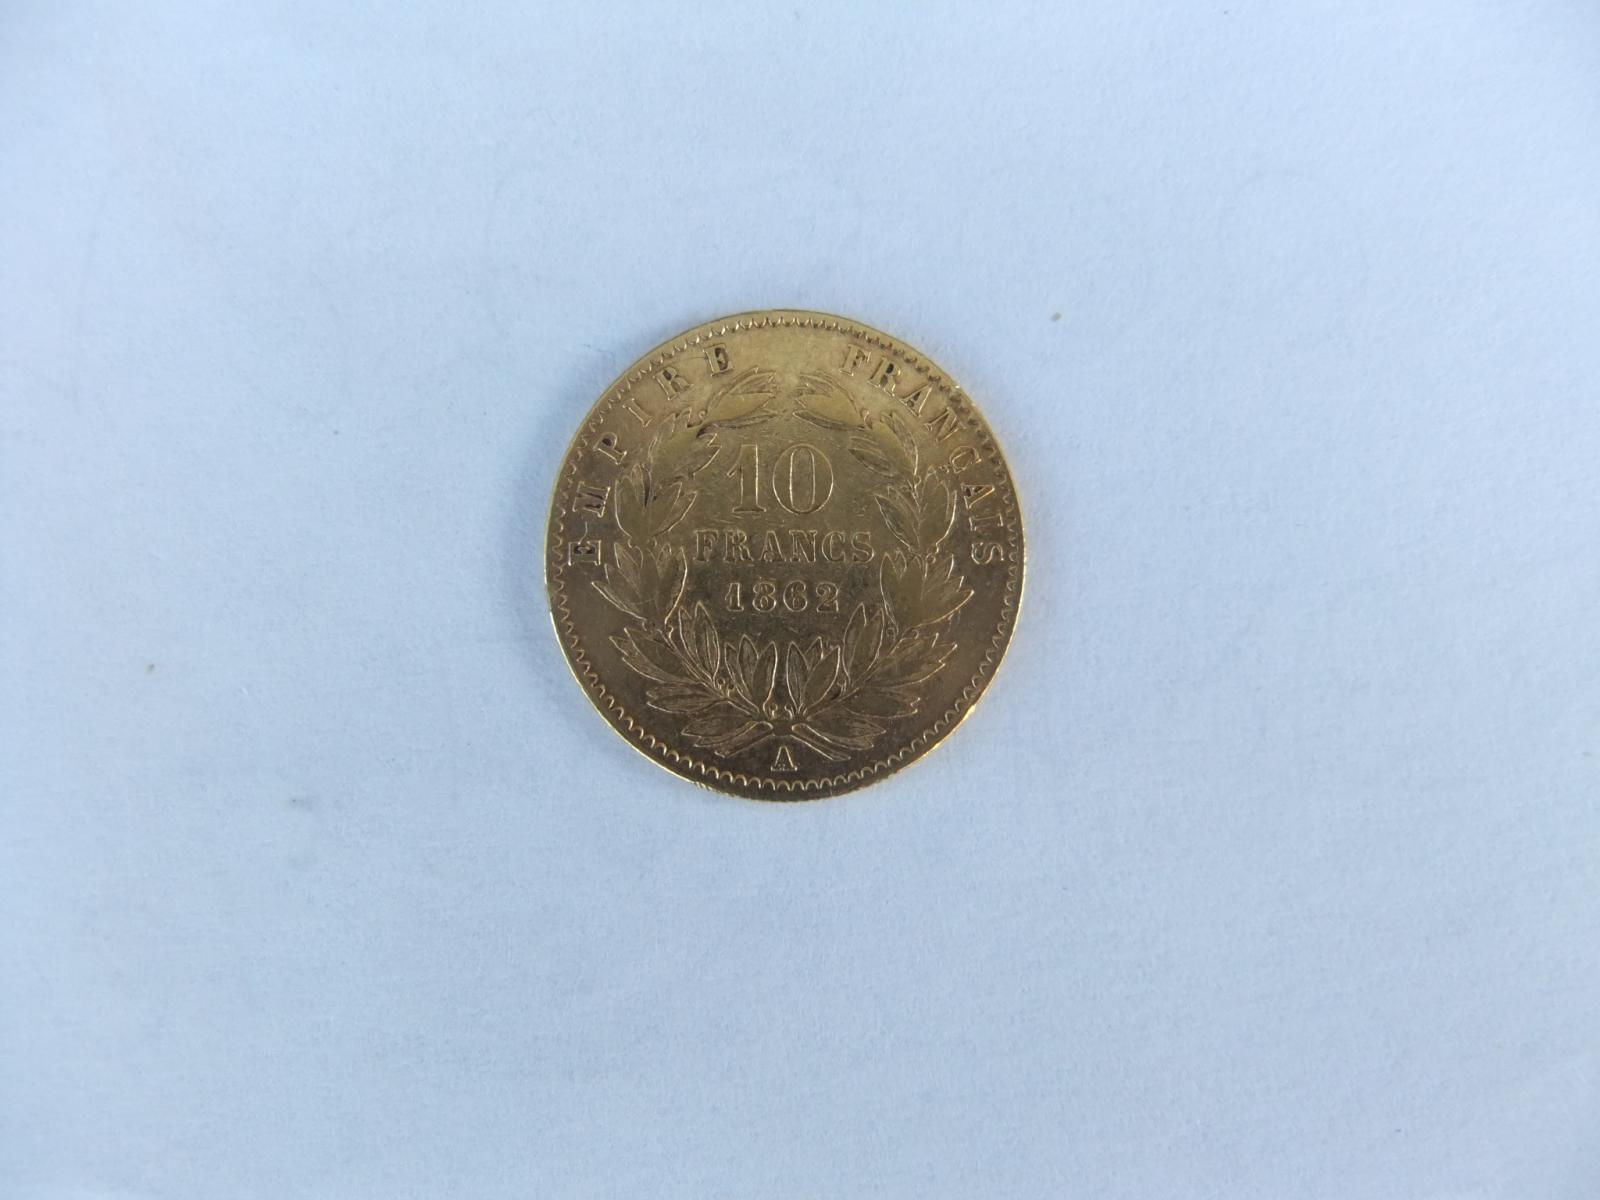 EMPIRE FRANÇAIS
10
FRANCS
1862
A